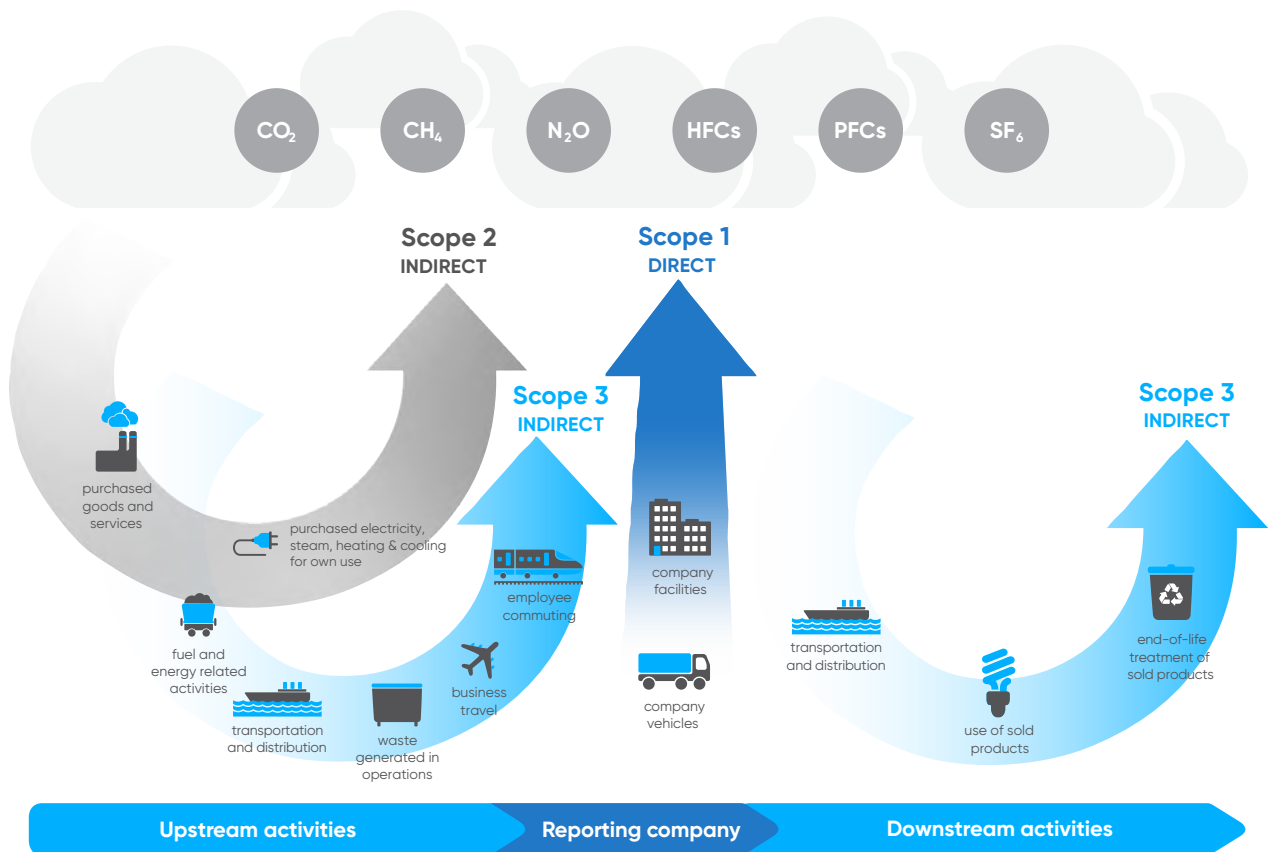 CO₂
CH₄
N₂O
HFCs
PFCs
SF₆
Scope 2
INDIRECT
Scope 1
DIRECT
Scope 3
INDIRECT
Scope 3
INDIRECT
purchased
goods and
services
purchased electricity,
steam, heating & cooling
for own use
fuel and
energy related
activities
transportation
and distribution
waste
generated in
operations
business
travel
employee
commuting
company
facilities
company
vehicles
transportation
and distribution
use of sold
products
end-of-life
treatment of
sold products
Upstream activities
Reporting company
Downstream activities